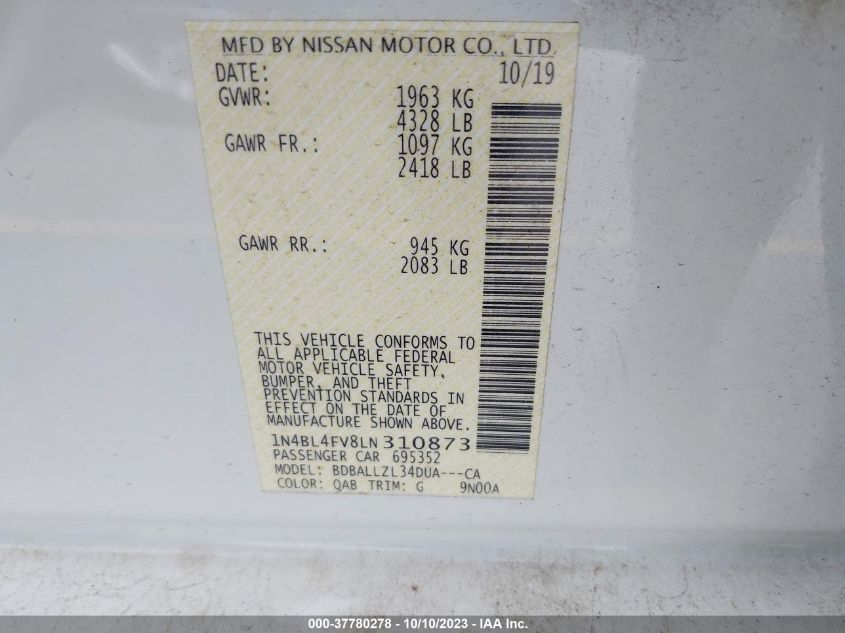 MFD BY NISSAN MOTOR CO., LTD.
DATE: 10/19
GVWR: 1963 KG
4328 LB
GAWR FR.: 1097 KG
2418 LB
GAWR RR.: 945 KG
2083 LB
THIS VEHICLE CONFORMS TO
ALL APPLICABLE FEDERAL
MOTOR VEHICLE SAFETY,
BUMPER, AND THEFT
PREVENTION STANDARDS IN
EFFECT ON THE DATE OF
MANUFACTURE SHOWN ABOVE.
1N4BL4FV8LN310873
PASSENGER CAR 695352
MODEL: BDBALLZL34DUA---CA
COLOR: QAB TRIM: G 9N00A
000-37780278 - 10/10/2023 - IAA Inc.